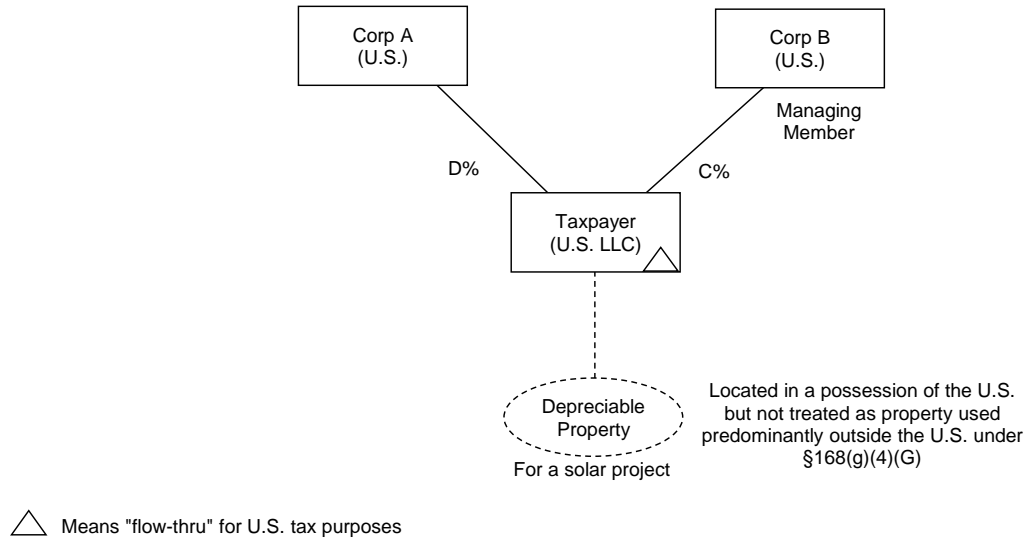 Corp A
(U.S.)
Corp B
(U.S.)
Managing
Member
D%
C%
Taxpayer
(U.S. LLC)
Depreciable
Property
For a solar project
Located in a possession of the U.S.
but not treated as property used
predominantly outside the U.S. under
§168(g)(4)(G)
Means "flow-thru" for U.S. tax purposes